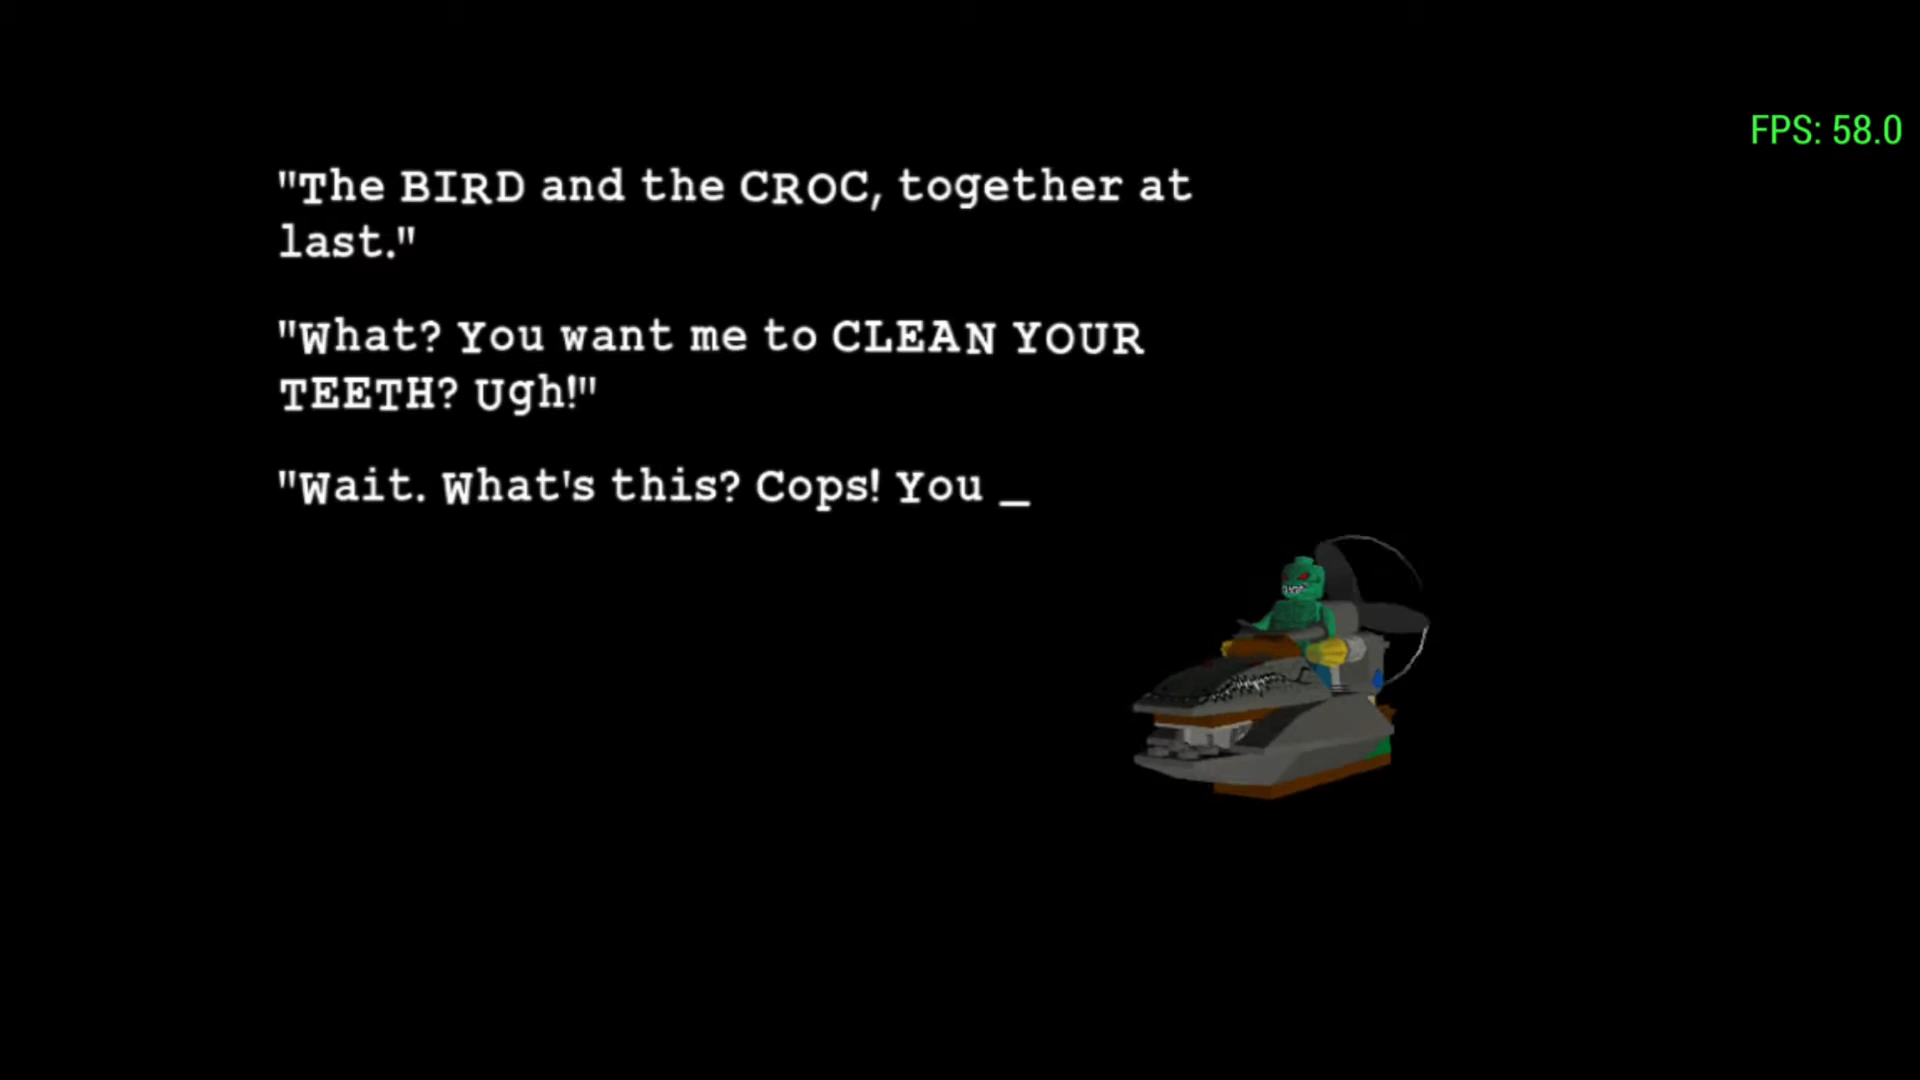 FPS: 58.0
"The BIRD and the CROC, together at
last."
"What? You want me to CLEAN YOUR
TEETH? Ugh!"
"Wait. What's this? Cops! You _